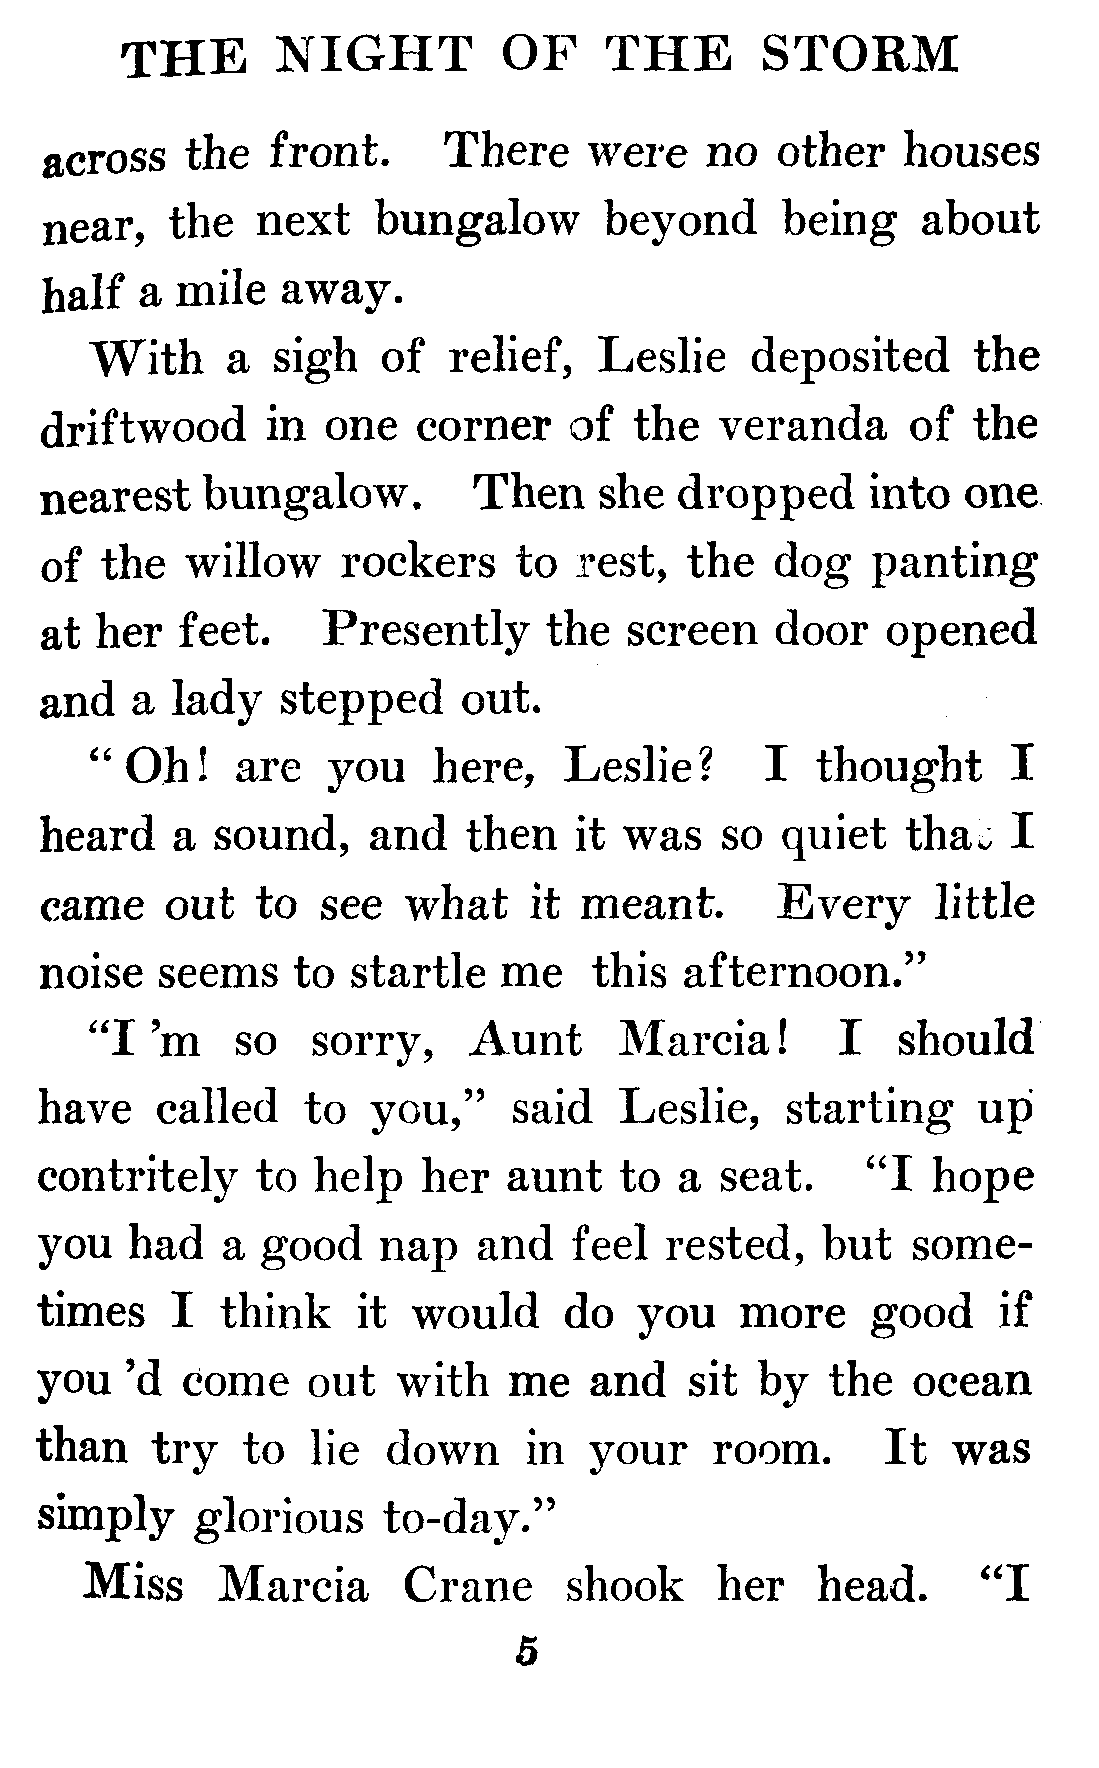 THE NIGHT OF THE STORM
across the front. There were no other houses
near, the next bungalow beyond being about
half a mile away.
With a sigh of relief, Leslie deposited the
driftwood in one corner of the veranda of the
nearest bungalow. Then she dropped into one
of the willow rockers to rest, the dog panting
at her feet. Presently the screen door opened
and a lady stepped out.
“Oh! are you here, Leslie? I thought I
heard a sound, and then it was so quiet that I
came out to see what it meant. Every little
noise seems to startle me this afternoon.”
“I 'm so sorry, Aunt Marcia! I should
have called to you,” said Leslie, starting up
contritely to help her aunt to a seat. “I hope
you had a good nap and feel rested, but some-
times I think it would do you more good if
you 'd come out with me and sit by the ocean
than try to lie down in your room. It was
simply glorious to-day.”
Miss Marcia Crane shook her head. “I
5